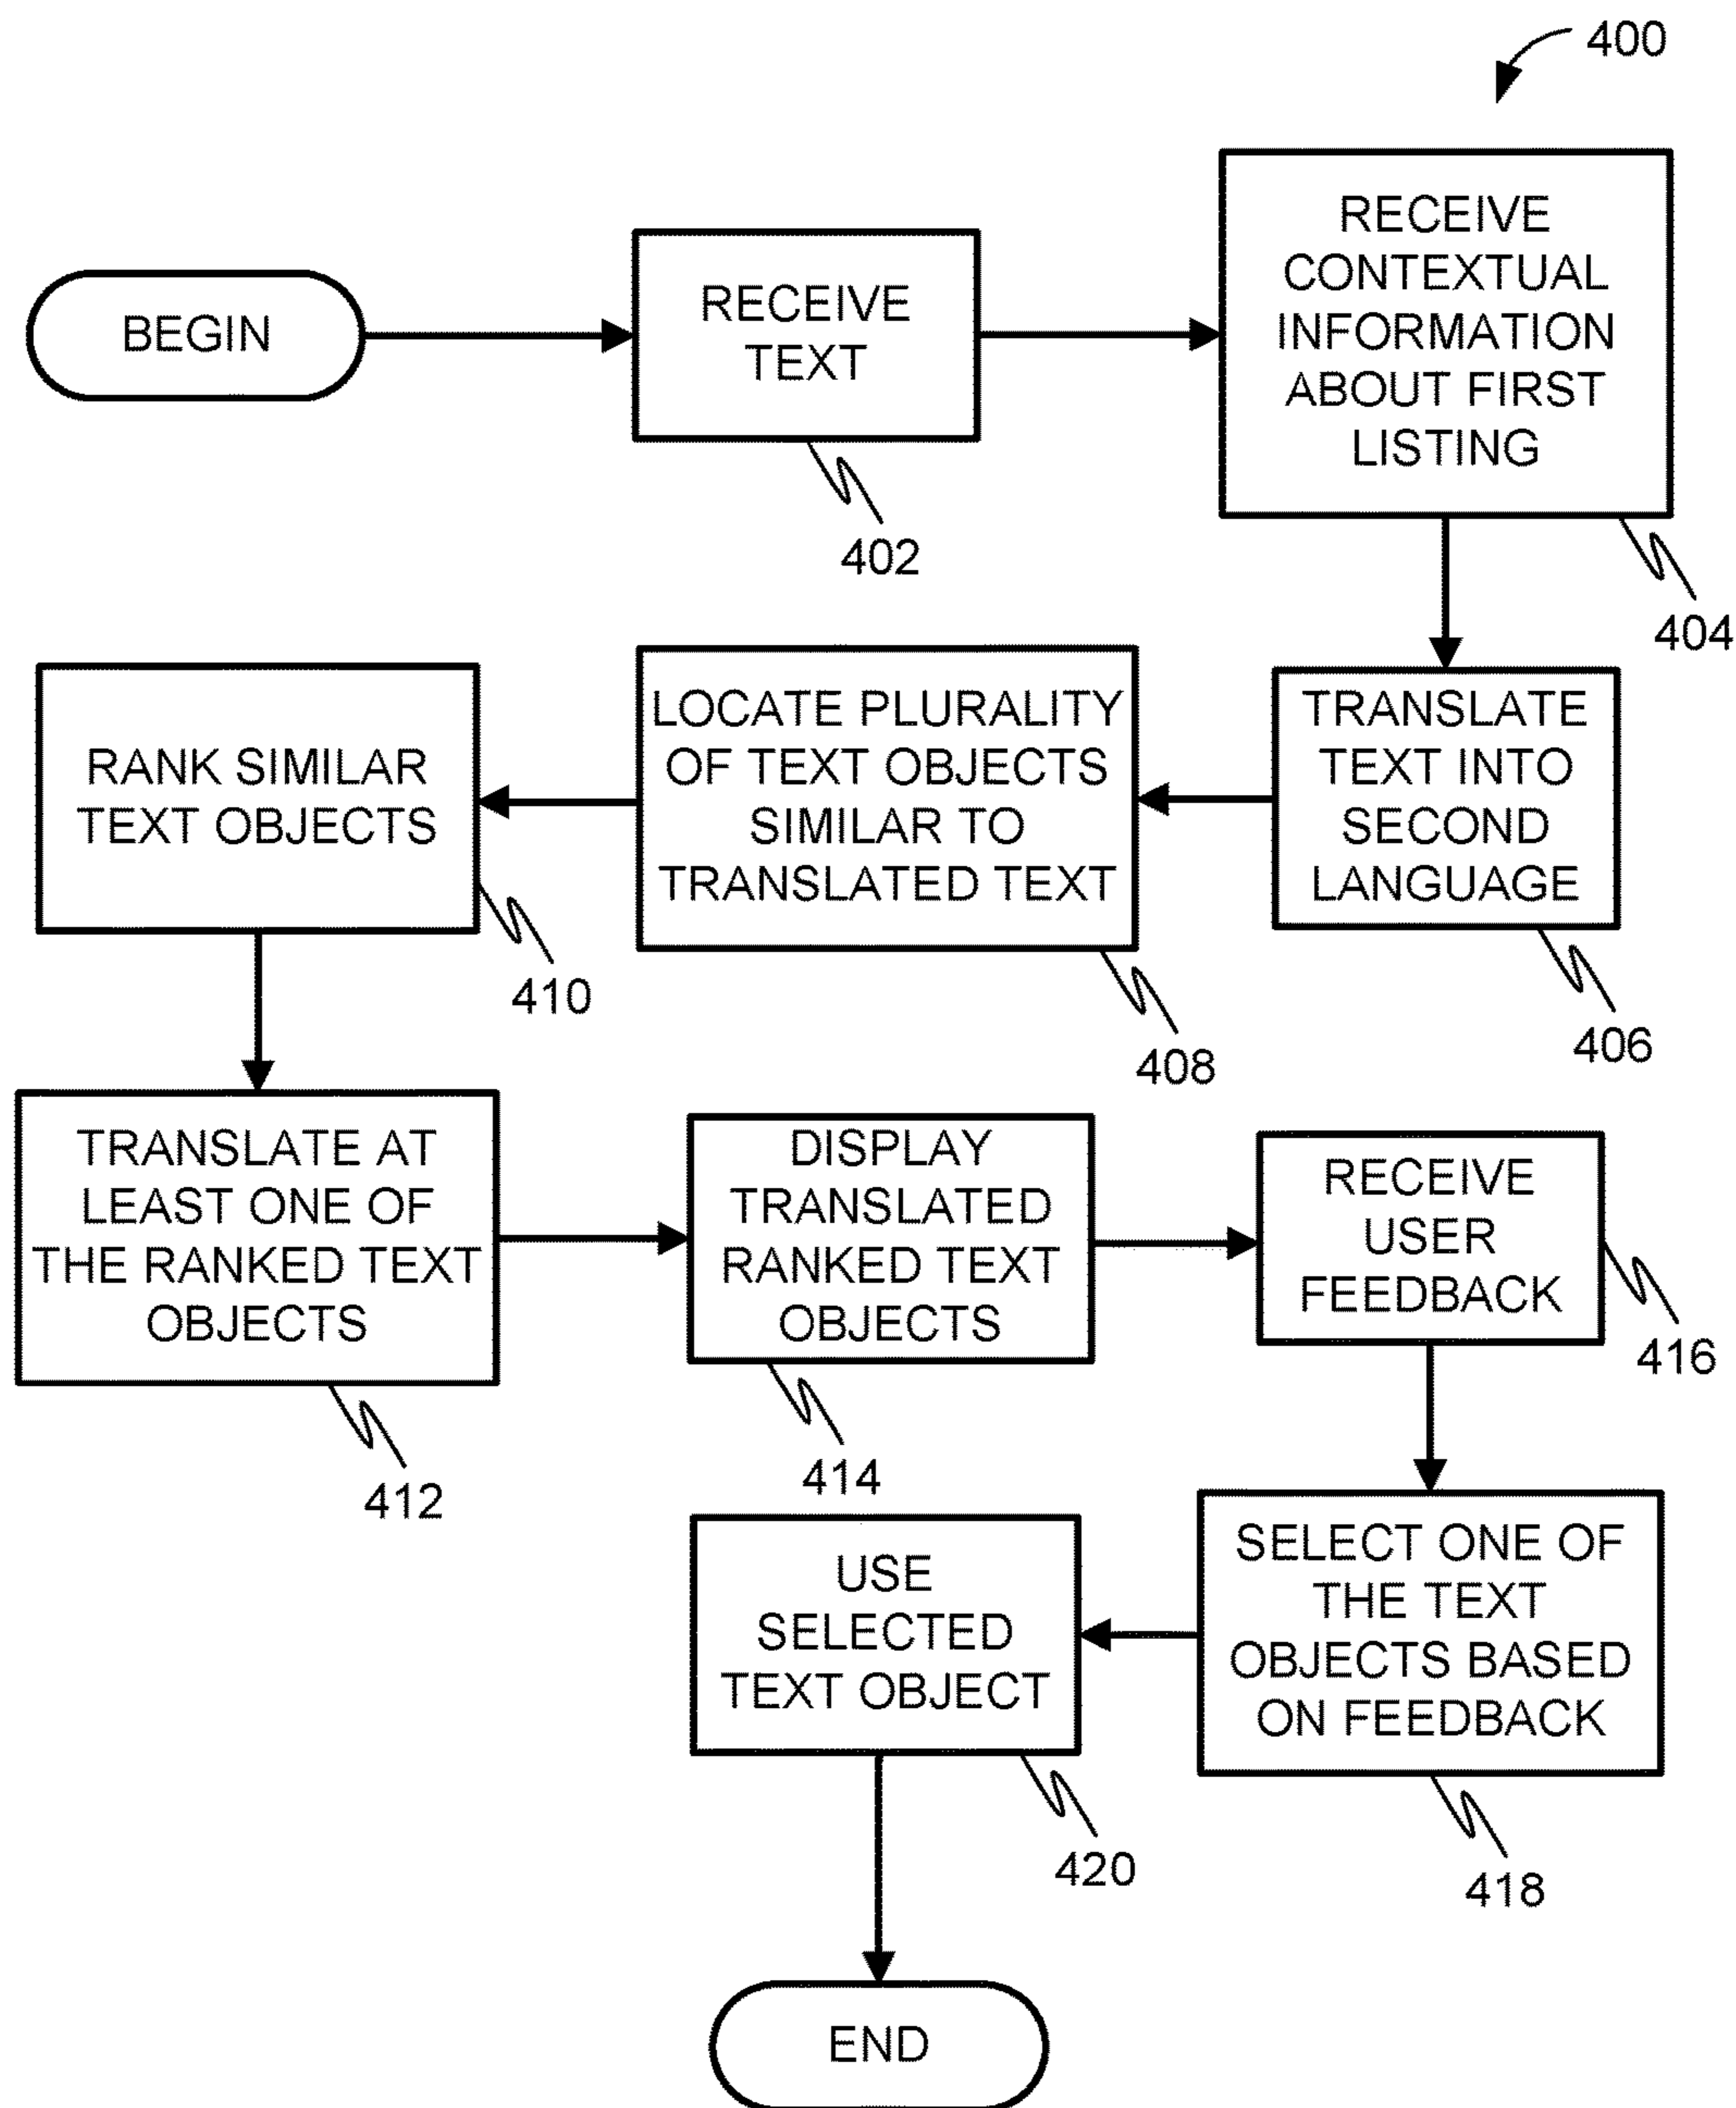 400
BEGIN
RECEIVE
TEXT
402
RECEIVE
CONTEXTUAL
INFORMATION
ABOUT FIRST
LISTING
404
TRANSLATE
TEXT INTO
SECOND
LANGUAGE
406
LOCATE PLURALITY
OF TEXT OBJECTS
SIMILAR TO
TRANSLATED TEXT
408
RANK SIMILAR
TEXT OBJECTS
410
TRANSLATE AT
LEAST ONE OF
THE RANKED TEXT
OBJECTS
412
DISPLAY
TRANSLATED
RANKED TEXT
OBJECTS
414
RECEIVE
USER
FEEDBACK
416
SELECT ONE OF
THE TEXT
OBJECTS BASED
ON FEEDBACK
418
USE
SELECTED
TEXT OBJECT
420
END